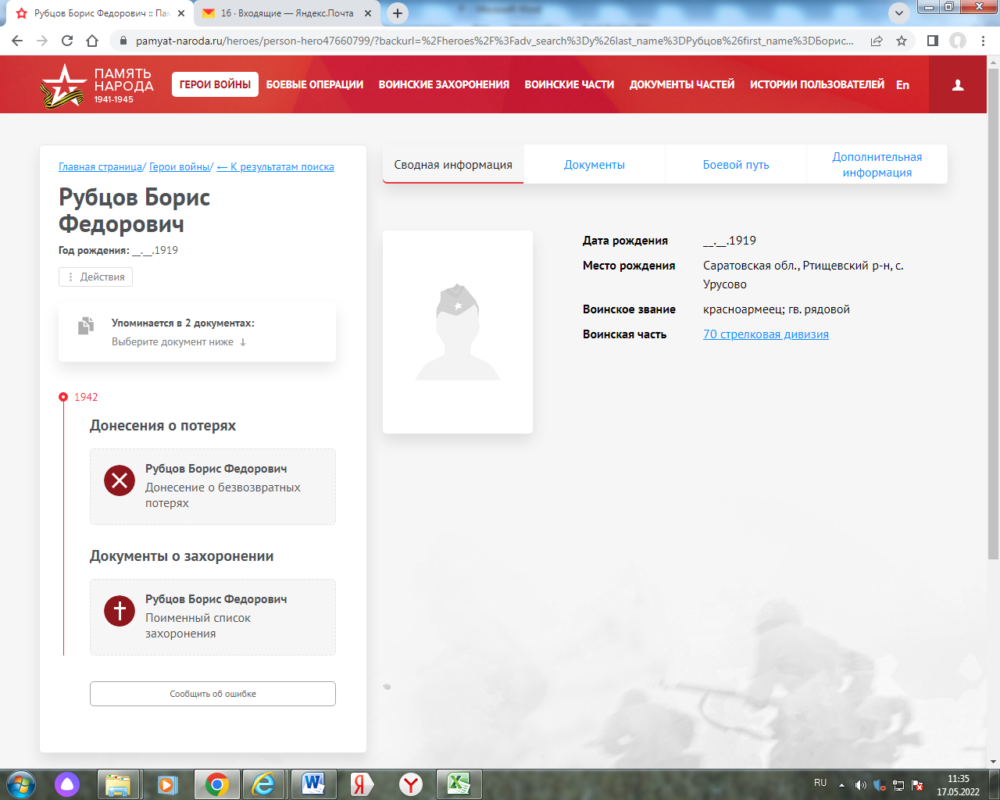 Рубцов Борис Федорович :: Пам
16 · Входящие — Яндекс.Почта
pamyat-naroda.ru/heroes/person-hero47660799/?backurl=%2Fheroes%2F%3Fadv_search%3Dy%26last_name%3DРубцов%26first_name%3DБорис...
ПАМЯТЬ
НАРОДА
1941-1945
ГЕРОИ ВОЙНЫ
БОЕВЫЕ ОПЕРАЦИИ
ВОИНСКИЕ ЗАХОРОНЕНИЯ
ВОИНСКИЕ ЧАСТИ
ДОКУМЕНТЫ ЧАСТЕЙ
ИСТОРИИ ПОЛЬЗОВАТЕЛЕЙ
En
Главная страница/ Герои войны/ ← К результатам поиска
Рубцов Борис
Федорович
Год рождения: __.__.1919
Действия
Упоминается в 2 документах:
Выберите документ ниже ↓
1942
Донесения о потерях
Рубцов Борис Федорович
Донесение о безвозвратных
потерях
Документы о захоронении
Рубцов Борис Федорович
Поименный список
захоронения
Сообщить об ошибке
Сводная информация
Документы
Боевой путь
Дополнительная
информация
Дата рождения __.__.1919
Место рождения Саратовская обл., Ртищевский р-н, с.
Урусово
Воинское звание красноармеец; гв. рядовой
Воинская часть 70 стрелковая дивизия
RU
11:35
17.05.2022